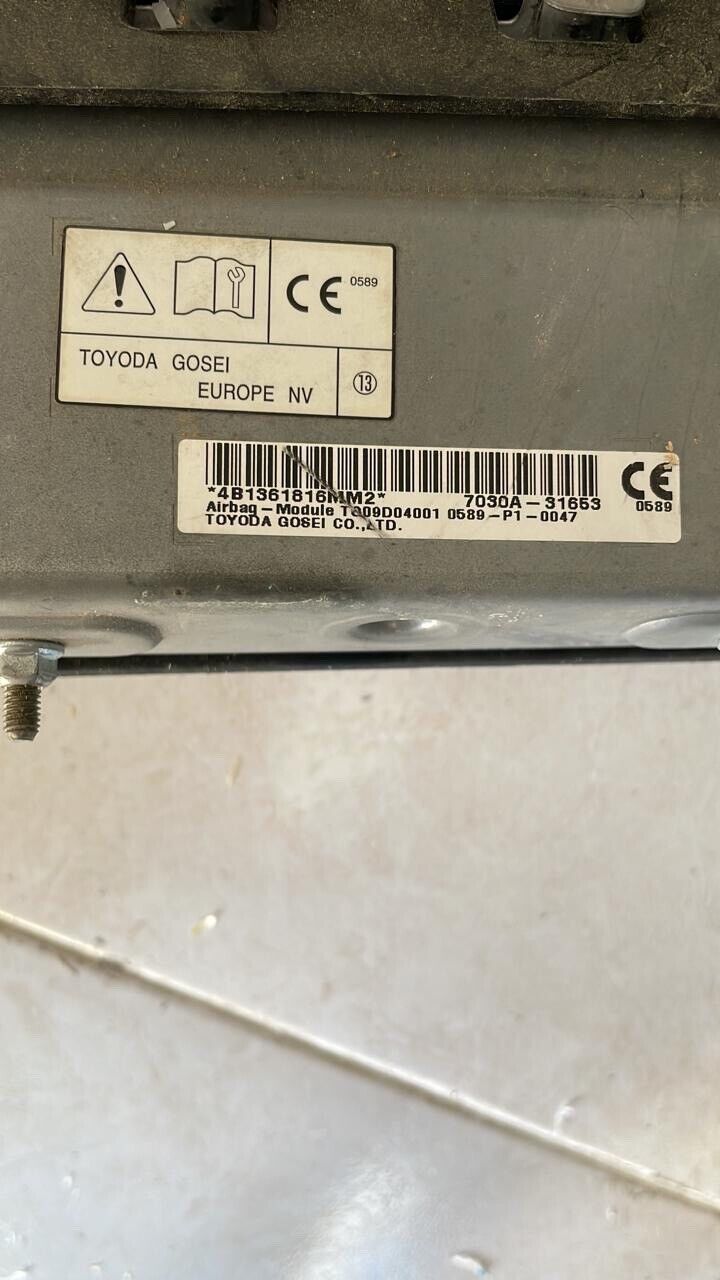 CE 0589
TOYODA GOSEI
EUROPE NV
⑬
*4B1361816MM2* 7030A-31653
Airbag-Module TG09D04001 0589-P1-0047
TOYODA GOSEI CO.,LTD.
CE
0589